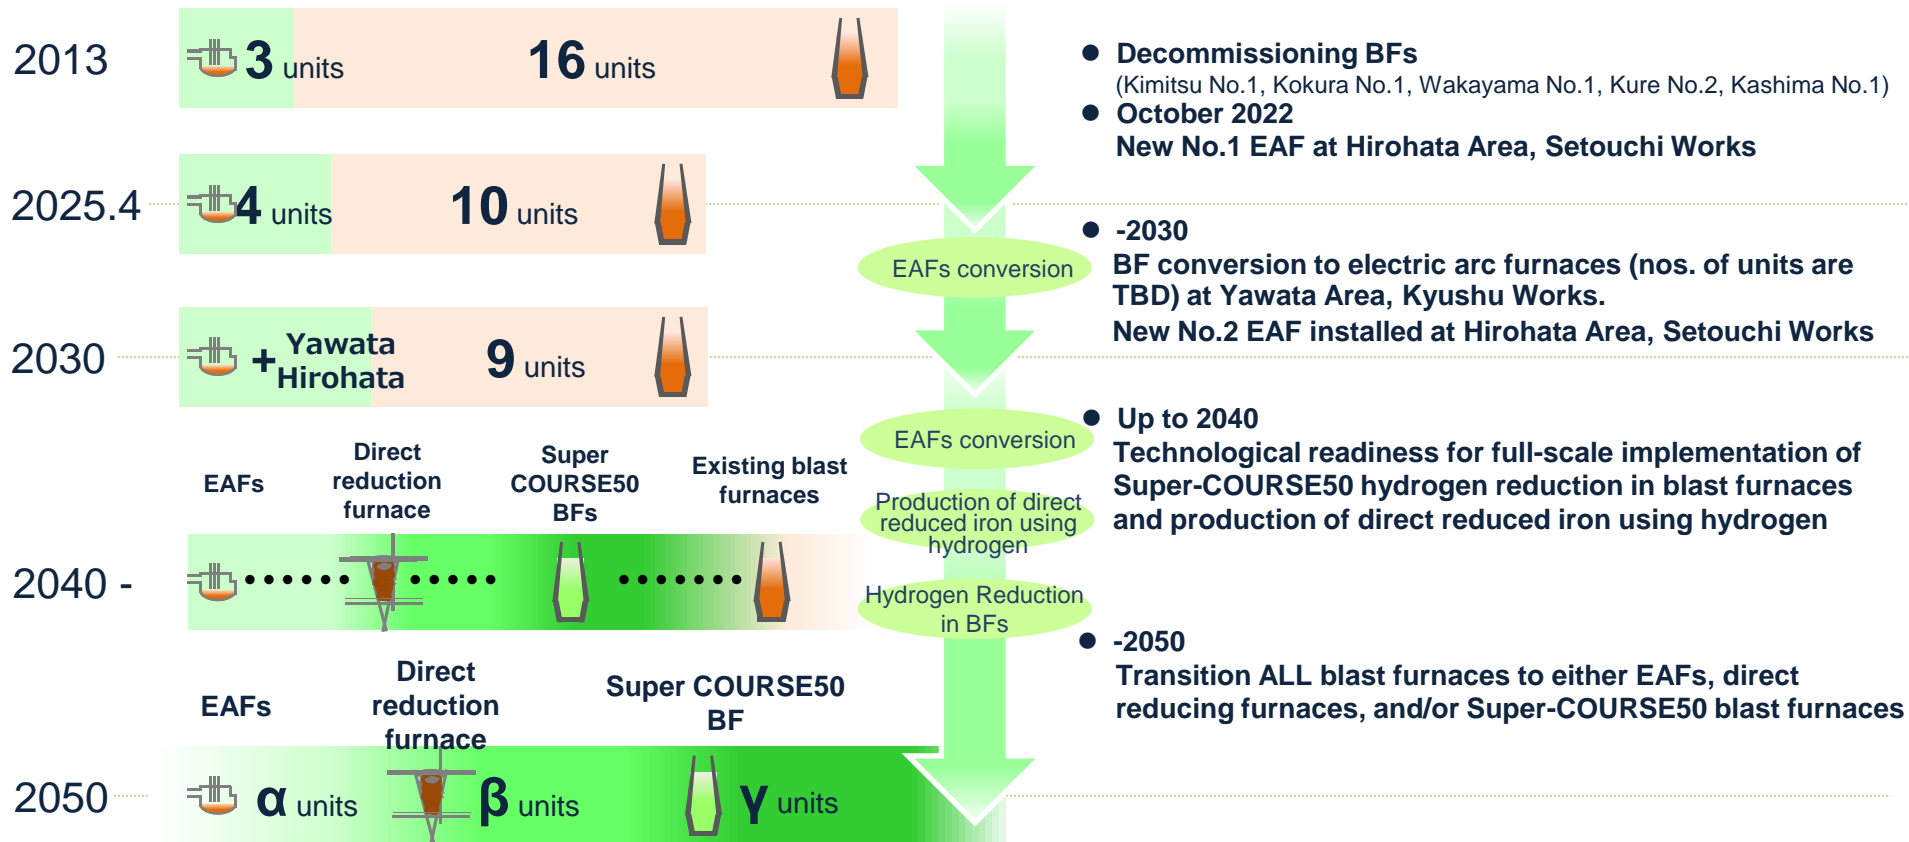 2013
3 units
16 units
● Decommissioning BFs
(Kimitsu No.1, Kokura No.1, Wakayama No.1, Kure No.2, Kashima No.1)
● October 2022
New No.1 EAF at Hirohata Area, Setouchi Works
2025.4
4 units
10 units
EAFs conversion
● -2030
BF conversion to electric arc furnaces (nos. of units are
TBD) at Yawata Area, Kyushu Works.
New No.2 EAF installed at Hirohata Area, Setouchi Works
2030
+ Yawata
Hirohata
9 units
EAFs conversion
Production of direct
reduced iron using
hydrogen
Hydrogen Reduction
in BFs
● Up to 2040
Technological readiness for full-scale implementation of
Super-COURSE50 hydrogen reduction in blast furnaces
and production of direct reduced iron using hydrogen
EAFs
Direct
reduction
furnace
Super
COURSE50
BFs
Existing blast
furnaces
2040 -
● -2050
Transition ALL blast furnaces to either EAFs, direct
reducing furnaces, and/or Super-COURSE50 blast furnaces
EAFs
Direct
reduction
furnace
Super COURSE50
BF
2050
α units
β units
γ units